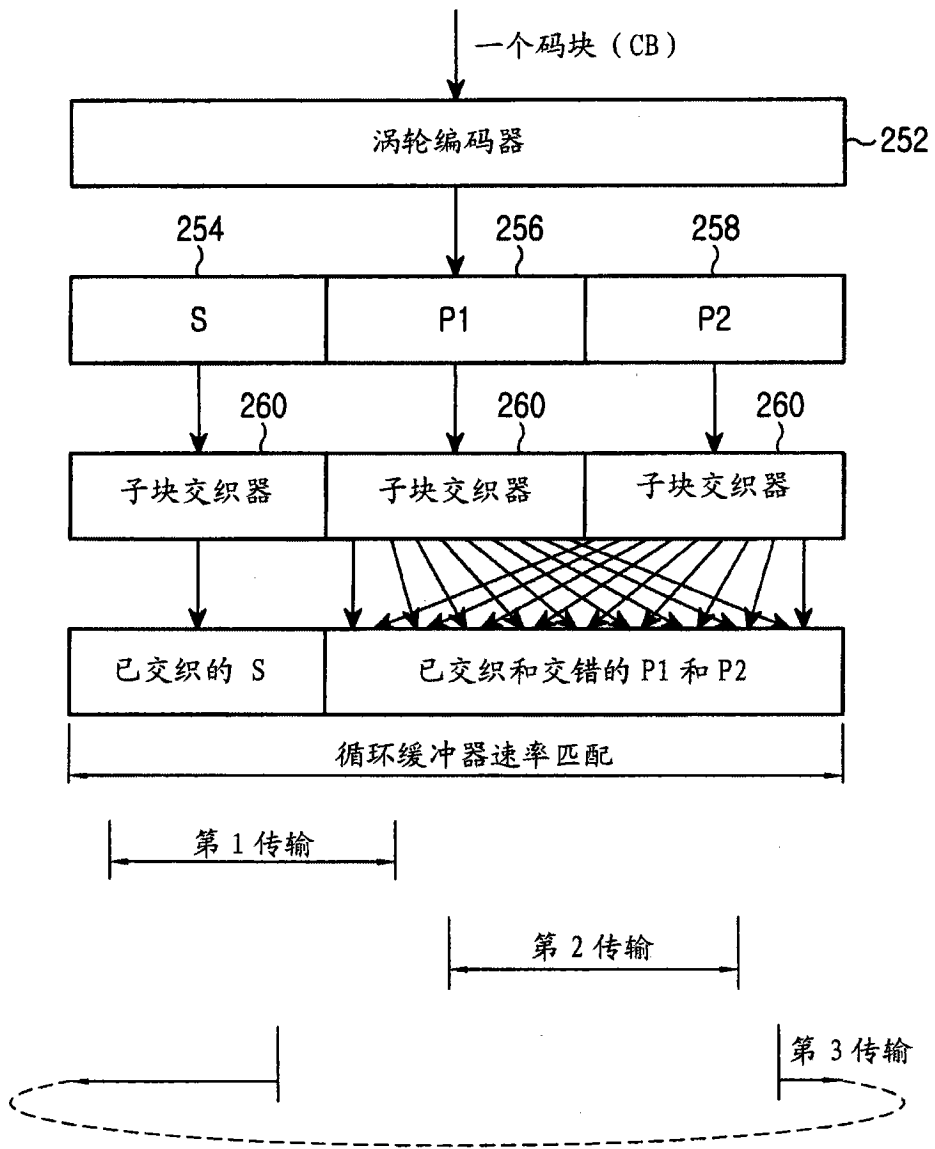 一个码块（CB）
涡轮编码器
252
254
256
258
S
P1
P2
260
260
260
子块交织器
子块交织器
子块交织器
已交织的 S
已交织和交错的 P1 和 P2
循环缓冲器速率匹配
第 1 传输
第 2 传输
第 3 传输